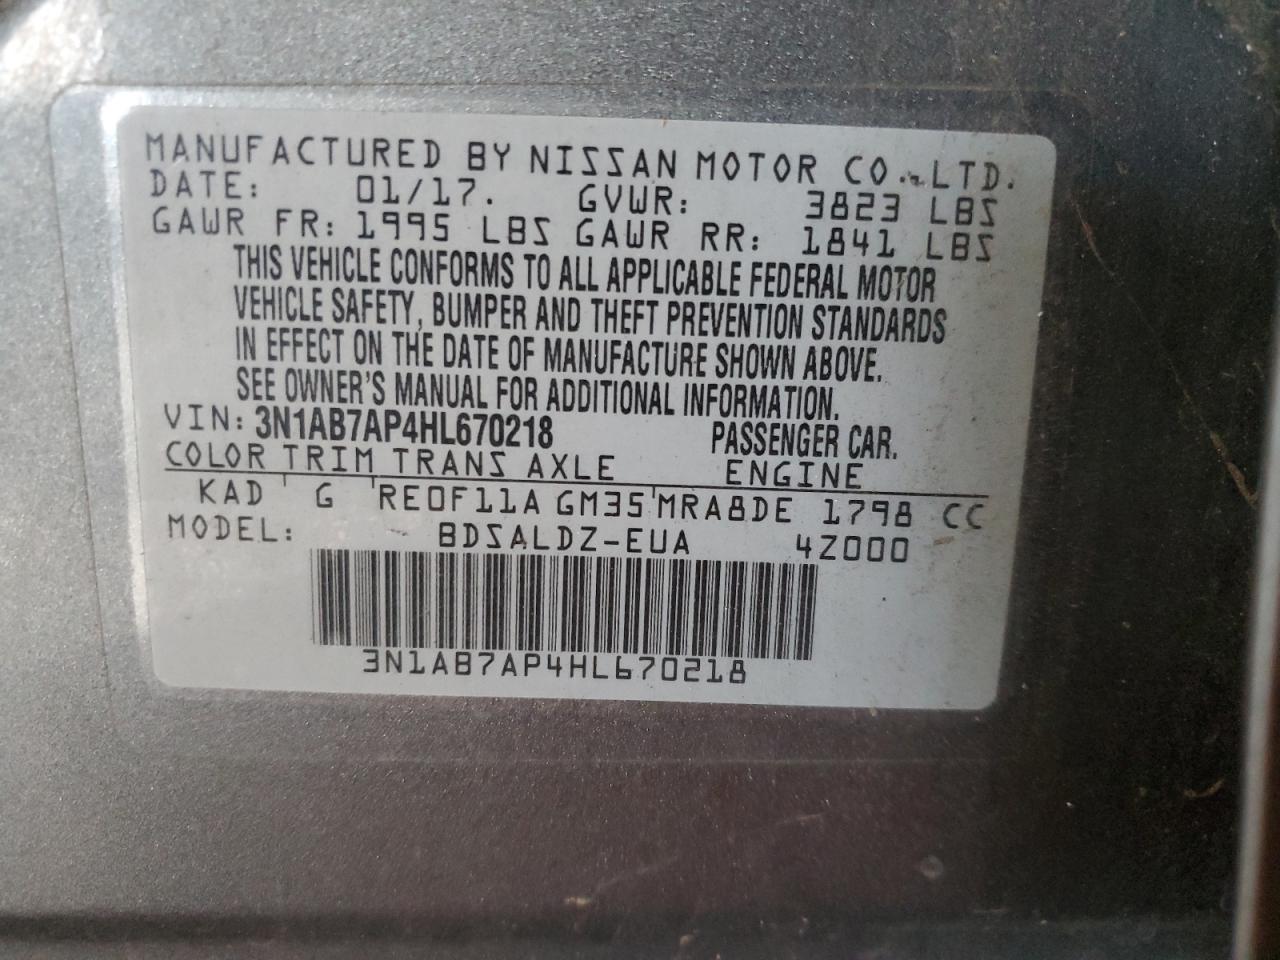 MANUFACTURED BY NISSAN MOTOR CO., LTD.
DATE: 01/17. GVWR: 3823 LBS
GAWR FR: 1995 LBS GAWR RR: 1841 LBS
THIS VEHICLE CONFORMS TO ALL APPLICABLE FEDERAL MOTOR
VEHICLE SAFETY, BUMPER AND THEFT PREVENTION STANDARDS
IN EFFECT ON THE DATE OF MANUFACTURE SHOWN ABOVE.
SEE OWNER'S MANUAL FOR ADDITIONAL INFORMATION.
VIN: 3N1AB7AP4HL670218 PASSENGER CAR.
COLOR TRIM TRANS AXLE ENGINE
KAD G RE0F11A GM35 MRA8DE 1798 CC
MODEL: BDSALDZ-EUA 4Z000
3N1AB7AP4HL670218